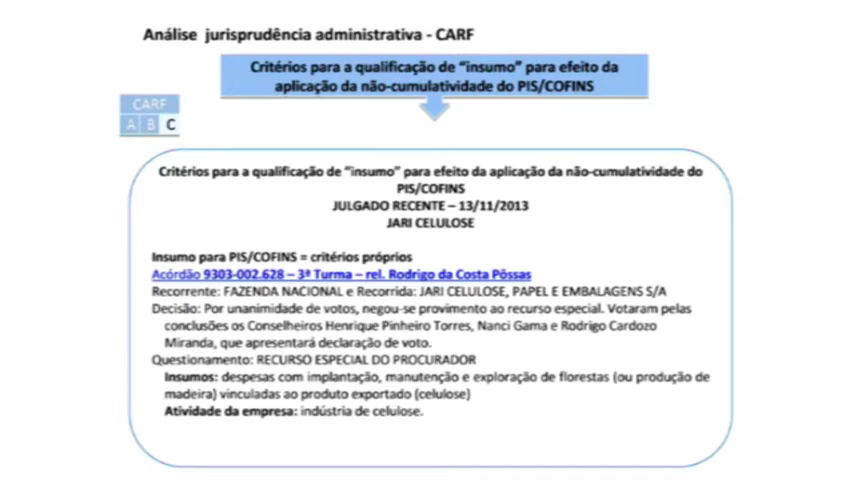 Análise jurisprudência administrativa - CARF
Critérios para a qualificação de "insumo" para efeito da
aplicação da não-cumulatividade do PIS/COFINS
CARF
A B C
Critérios para a qualificação de "insumo" para efeito da aplicação da não-cumulatividade do
PIS/COFINS
JULGADO RECENTE – 13/11/2013
JARI CELULOSE
Insumo para PIS/COFINS = critérios próprios
Acórdão 9303-002.628 – 3ª Turma – rel. Rodrigo da Costa Pôssas
Recorrente: FAZENDA NACIONAL e Recorrida: JARI CELULOSE, PAPEL E EMBALAGENS S/A
Decisão: Por unanimidade de votos, negou-se provimento ao recurso especial. Votaram pelas
conclusões os Conselheiros Henrique Pinheiro Torres, Nanci Gama e Rodrigo Cardozo
Miranda, que apresentará declaração de voto.
Questionamento: RECURSO ESPECIAL DO PROCURADOR
Insumos: despesas com implantação, manutenção e exploração de florestas (ou produção de
madeira) vinculadas ao produto exportado (celulose)
Atividade da empresa: indústria de celulose.